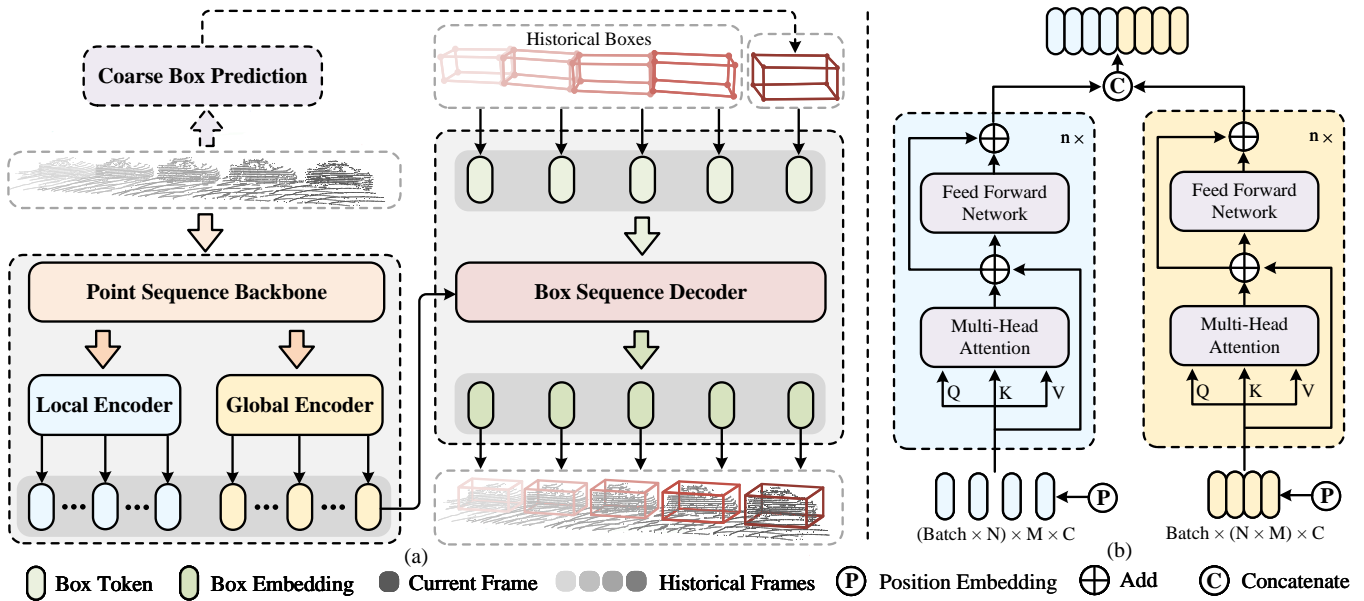 Coarse Box Prediction
Historical Boxes
Point Sequence Backbone
Local Encoder
Global Encoder
Box Sequence Decoder
(a)
C
n ×
Feed Forward
Network
Multi-Head
Attention
Q
K
V
P
(Batch × N) × M × C
n ×
Feed Forward
Network
Multi-Head
Attention
Q
K
V
P
Batch × (N × M) × C
(b)
Box Token
Box Embedding
Current Frame
Historical Frames
P Position Embedding
Add
C Concatenate